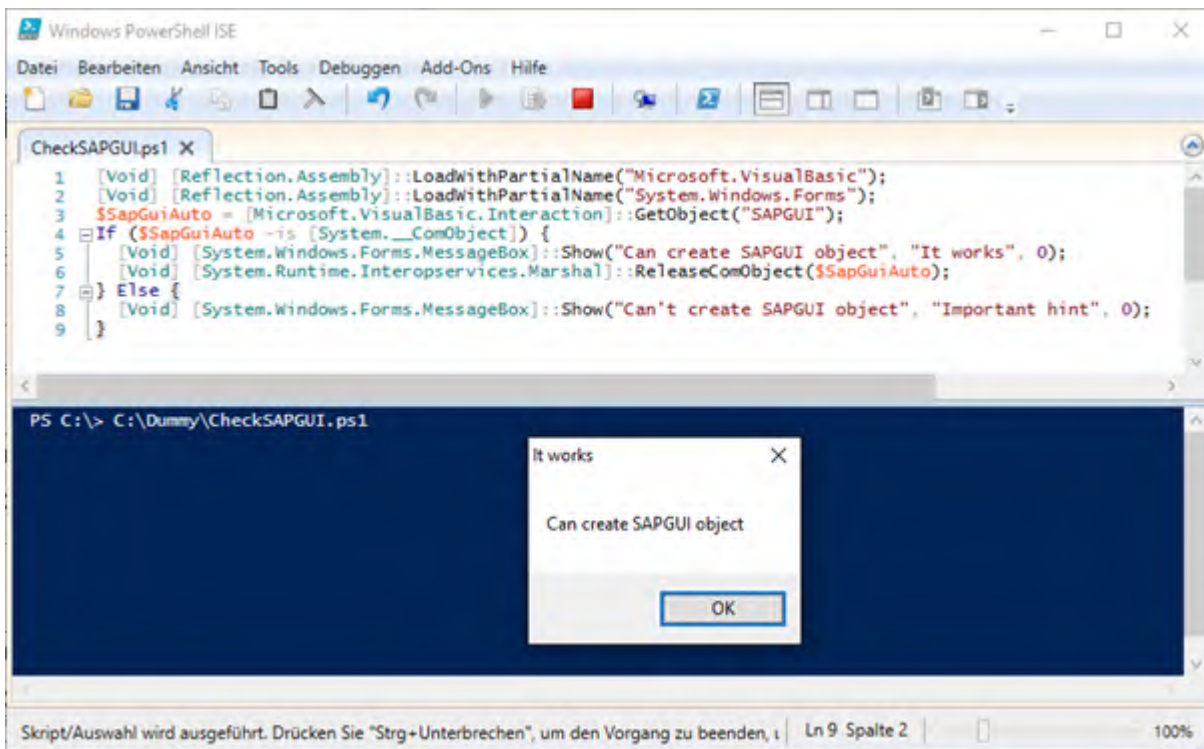 Windows PowerShell ISE
Datei Bearbeiten Ansicht Tools Debuggen Add-Ons Hilfe
CheckSAPGUI.ps1 X
1 [Void] [Reflection.Assembly]::LoadWithPartialName("Microsoft.VisualBasic");
2 [Void] [Reflection.Assembly]::LoadWithPartialName("System.Windows.Forms");
3 $SapGuiAuto = [Microsoft.VisualBasic.Interaction]::GetObject("SAPGUI");
4 If ($SapGuiAuto -is [System.__ComObject]) {
5 [Void] [System.Windows.Forms.MessageBox]::Show("Can create SAPGUI object", "It works", 0);
6 [Void] [System.Runtime.Interopservices.Marshal]::ReleaseComObject($SapGuiAuto);
7 } Else {
8 [Void] [System.Windows.Forms.MessageBox]::Show("Can't create SAPGUI object", "Important hint", 0);
9 }
PS C:\> C:\Dummy\CheckSAPGUI.ps1
It works
Can create SAPGUI object
OK
Skript/Auswahl wird ausgeführt. Drücken Sie "Strg+Unterbrechen", um den Vorgang zu beenden, Ln 9 Spalte 2 100%